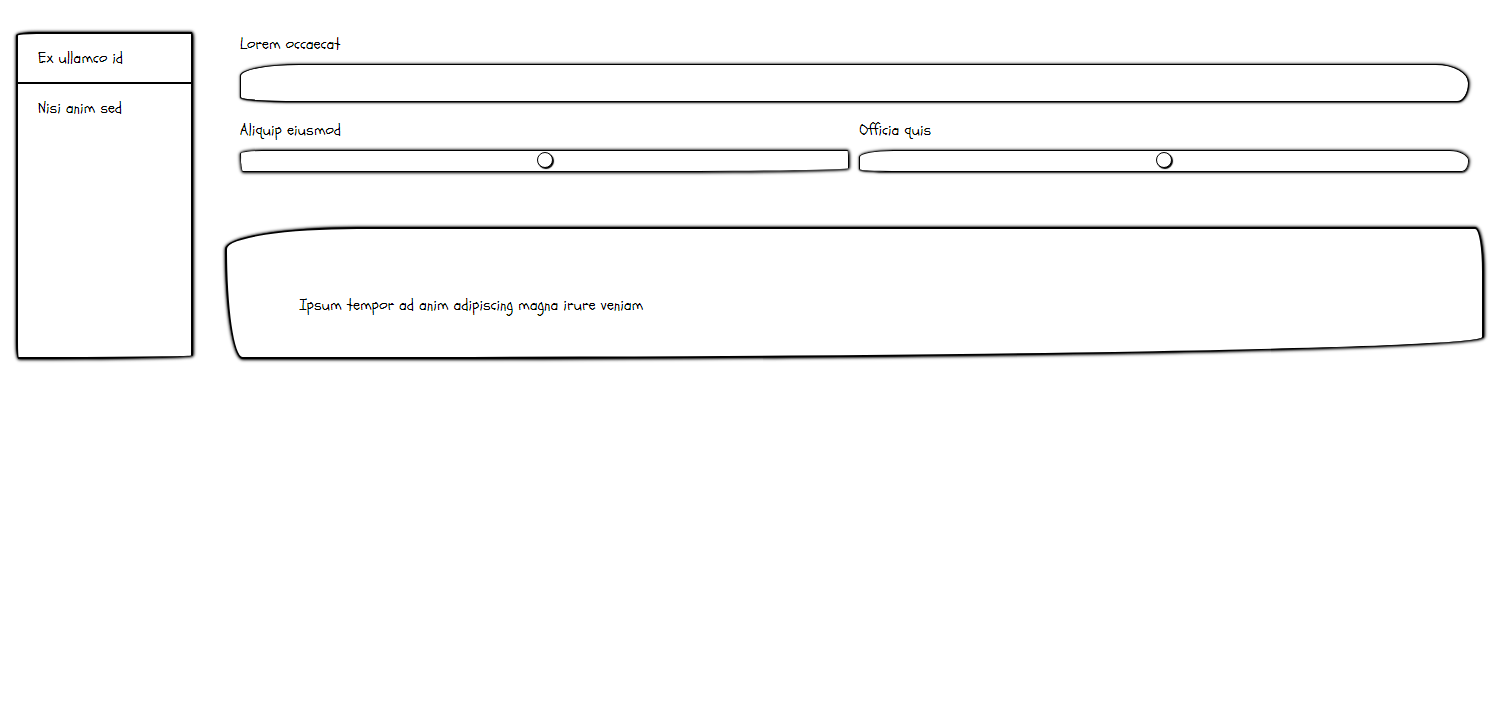 Ex ullamco id
Nisi anim sed
Lorem occaecat
Aliquip eiusmod
Officia quis
Ipsum tempor ad anim adipiscing magna irure veniam